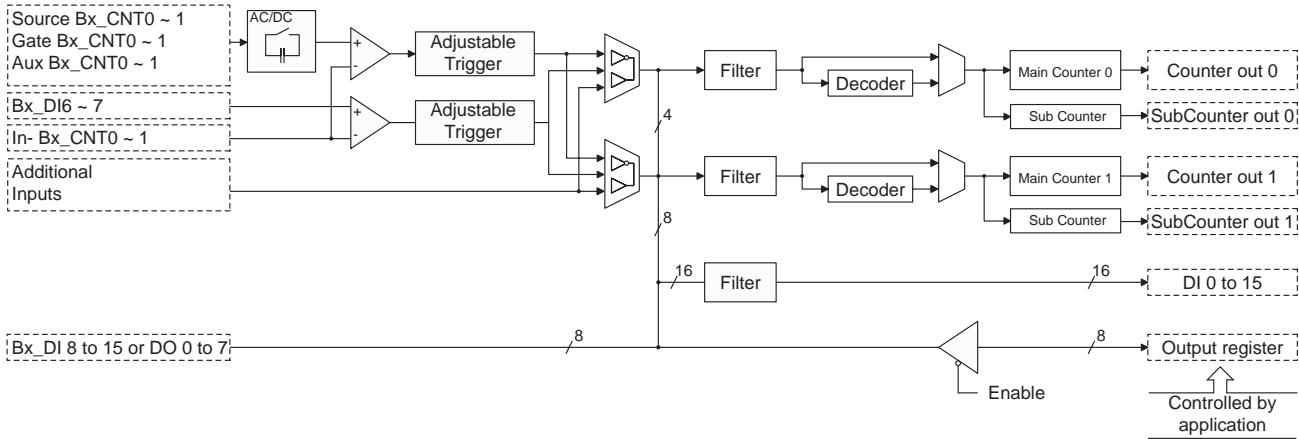 Source Bx_CNT0 ~ 1
Gate Bx_CNT0 ~ 1
Aux Bx_CNT0 ~ 1
AC/DC
+
-
Adjustable
Trigger
Filter
Decoder
Main Counter 0
Counter out 0
Bx_DI6 ~ 7
In- Bx_CNT0 ~ 1
+
-
Adjustable
Trigger
Sub Counter
SubCounter out 0
4
Additional
Inputs
Filter
Decoder
Main Counter 1
Counter out 1
Sub Counter
SubCounter out 1
8
16
Filter
16
DI 0 to 15
Bx_DI 8 to 15 or DO 0 to 7
8
8
Output register
Enable
Controlled by
application